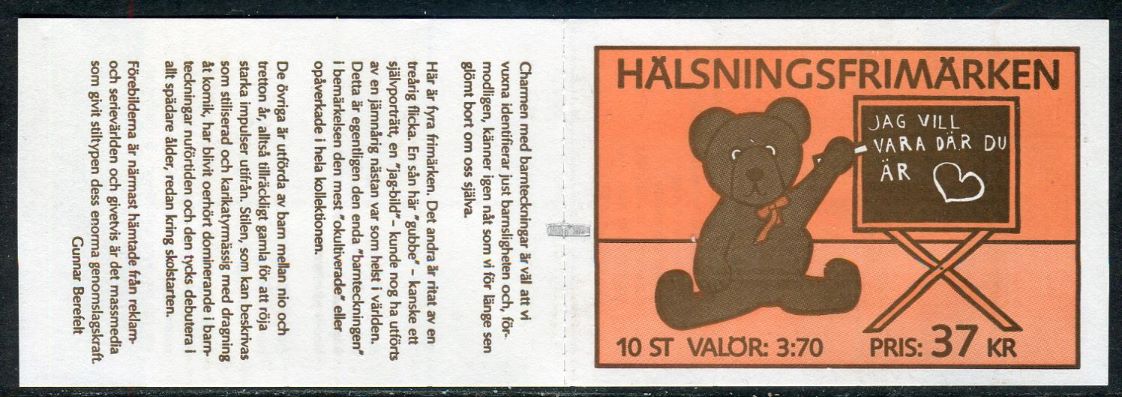 HÄLSNINGSFRIMÄRKEN
JAG VILL
VARA DÄR DU
ÄR
10 ST VALÖR: 3:70 PRIS: 37 KR
Charmen med barnteckningar är väl att vi
vuxna identifierar just barnsligheten och, för-
modligen, känner igen nåt som vi för länge sen
glömt bort om oss själva.
Här är fyra frimärken. Det andra är ritat av en
treårig flicka. En sån här "gubbe" – kanske ett
självporträtt, en "jag-bild" – kunde nog ha utförts
av en jämnårig nästan var som helst i världen.
Detta är egentligen den enda "barnteckningen"
i bemärkelsen den mest "okultiverade" eller
opåverkade i hela kollektionen.
De övriga är utförda av barn mellan nio och
tretton år, alltså tillräckligt gamla för att röja
starka impulser utifrån. Stilen, som kan beskrivas
som stiliserad och karikatyrmässig med dragning
åt komik, har blivit oerhört dominerande i barn-
teckningar nuförtiden och den tycks debutera i
allt spädare ålder, redan kring skolstarten.
Förebilderna är närmast hämtade från reklam-
och serievärlden och givetvis är det massmedia
som givit stiltypen dess enorma genomslagskraft.
Gunnar Berefelt